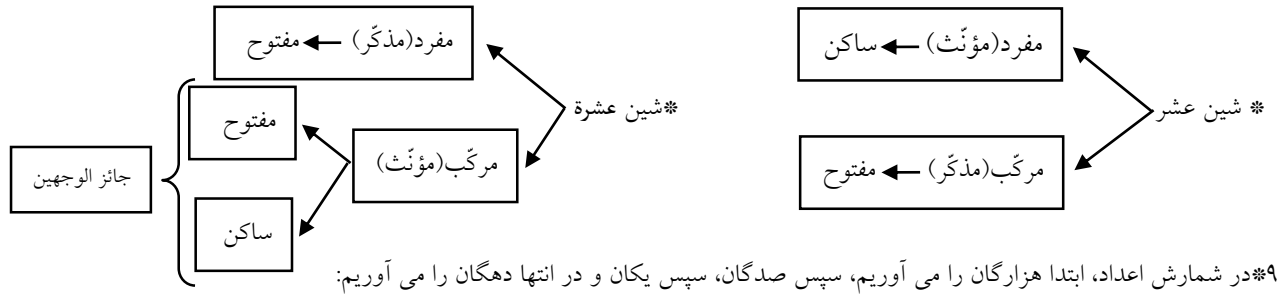 * شین عشر
مفرد(مؤنّث) ← ساکن
مرکّب(مذکّر) ← مفتوح
*شین عشرة
مفرد(مذکّر) ← مفتوح
مرکّب(مؤنّث)
مفتوح
ساکن
جائز الوجهین
۹*در شمارش اعداد، ابتدا هزارگان را می آوریم، سپس صدگان، سپس یکان و در انتها دهگان را می آوریم: